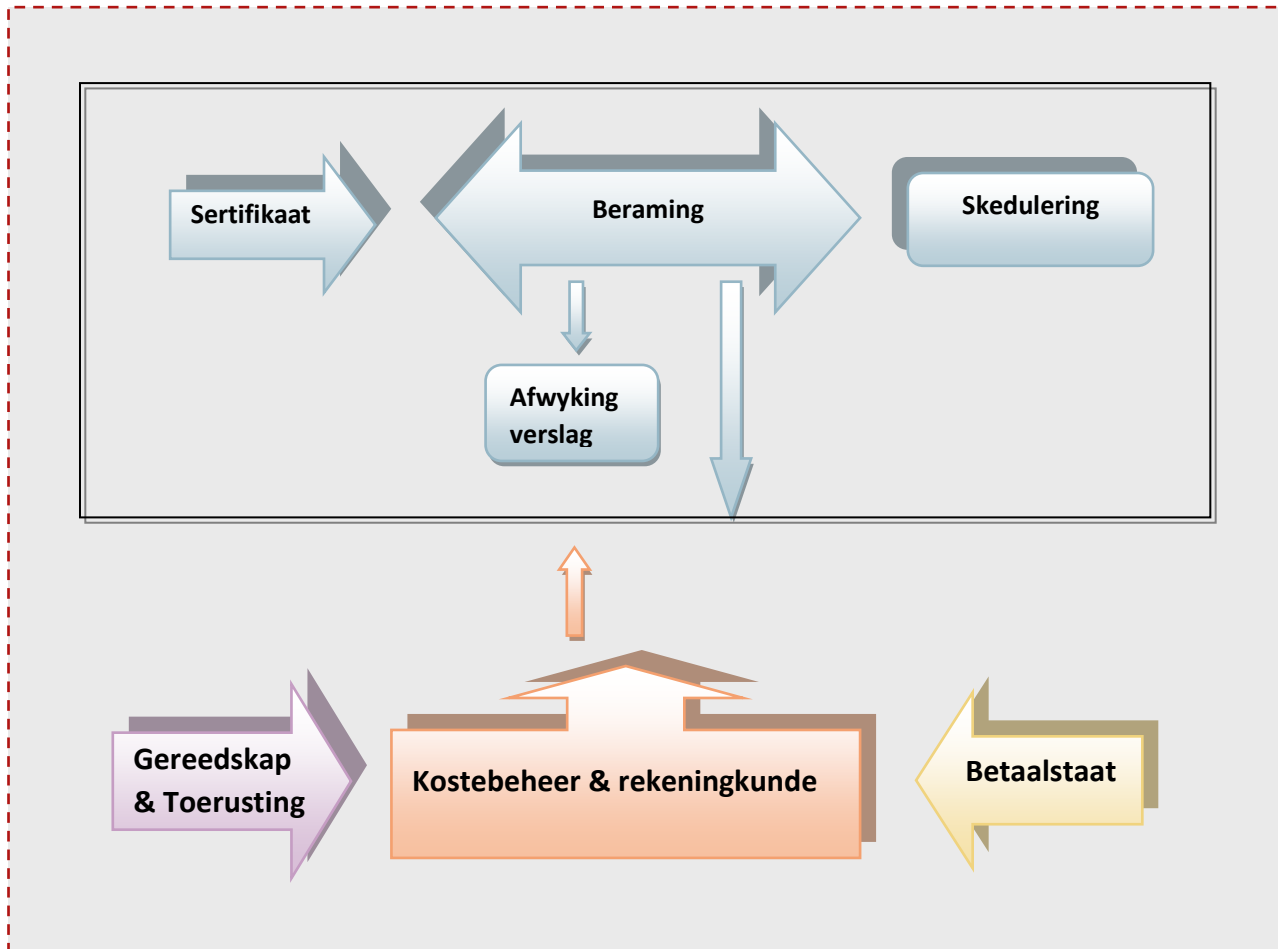 Sertifikaat
Beraming
Skedulering
Afwyking
verslag
Gereedskap
& Toerusting
Kostebeheer & rekeningkunde
Betaalstaat